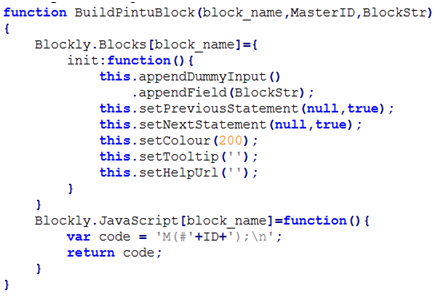 function BuildPintuBlock(block_name,MasterID,BlockStr)
{
    Blockly.Blocks[block_name]={
        init:function(){
            this.appendDummyInput()
                .appendField(BlockStr);
            this.setPreviousStatement(null,true);
            this.setNextStatement(null,true);
            this.setColour(200);
            this.setTooltip('');
            this.setHelpUrl('');
        }
    }
    Blockly.JavaScript[block_name]=function(){
        var code = 'M(#'+ID+');\n';
        return code;
    }
}